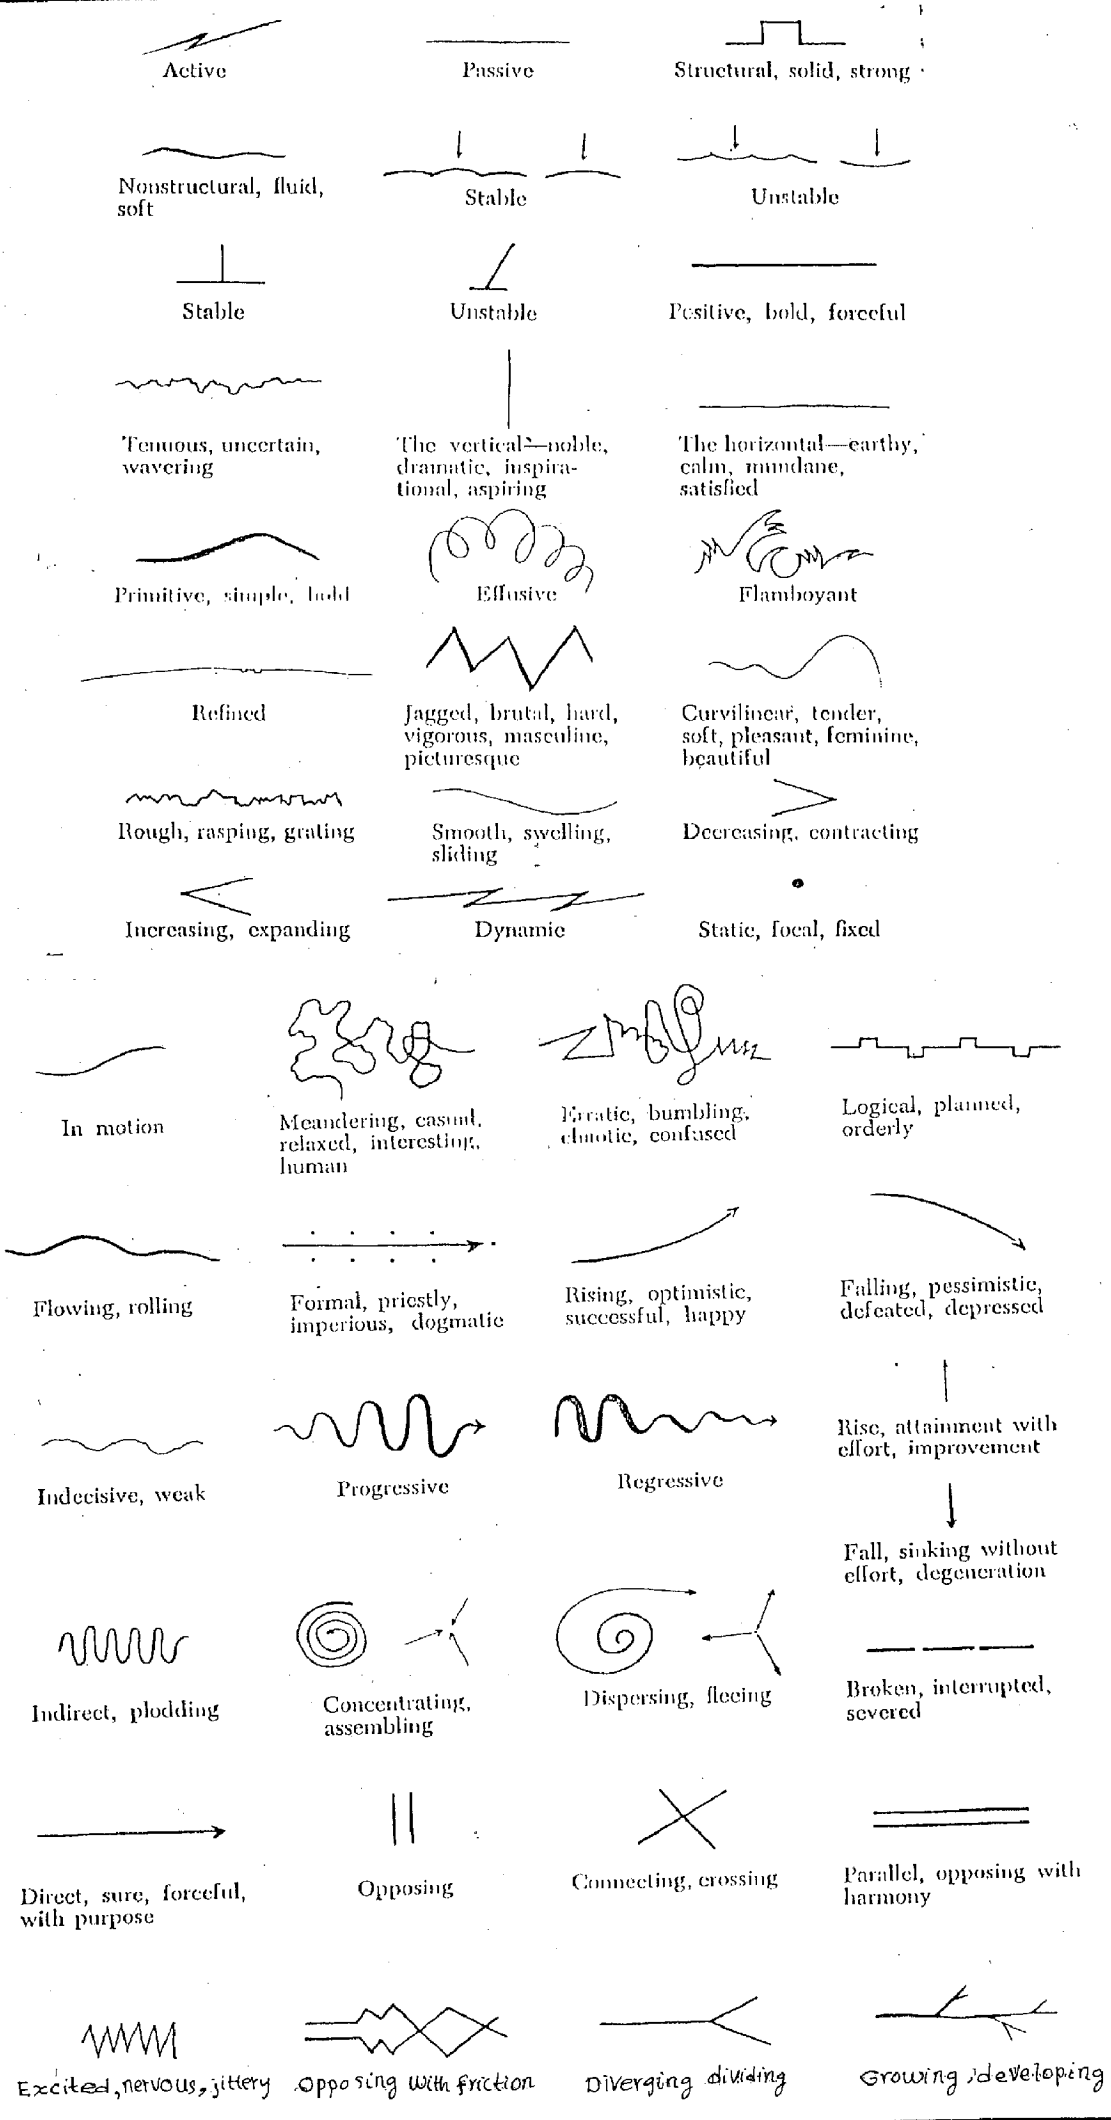 Active
Passive
Structural, solid, strong
Nonstructural, fluid,
soft
Stable
Unstable
Stable
Unstable
Positive, bold, forceful
Tenuous, uncertain,
wavering
The vertical—noble,
dramatic, inspira-
tional, aspiring
The horizontal—earthy,
calm, mundane,
satisfied
Primitive, simple, bold
Effusive
Flamboyant
Refined
Jagged, brutal, hard,
vigorous, masculine,
picturesque
Curvilinear, tender,
soft, pleasant, feminine,
beautiful
Rough, rasping, grating
Smooth, swelling,
sliding
Decreasing, contracting
Increasing, expanding
Dynamic
Static, focal, fixed
In motion
Meandering, casual,
relaxed, interesting,
human
Erratic, bumbling,
chaotic, confused
Logical, planned,
orderly
Flowing, rolling
Formal, priestly,
imperious, dogmatic
Rising, optimistic,
successful, happy
Falling, pessimistic,
defeated, depressed
Indecisive, weak
Progressive
Regressive
Rise, attainment with
effort, improvement
Fall, sinking without
effort, degeneration
Indirect, plodding
Concentrating,
assembling
Dispersing, fleeing
Broken, interrupted,
severed
Direct, sure, forceful,
with purpose
Opposing
Connecting, crossing
Parallel, opposing with
harmony
Excited, nervous, jittery
Opposing with friction
Diverging dividing
Growing, developing